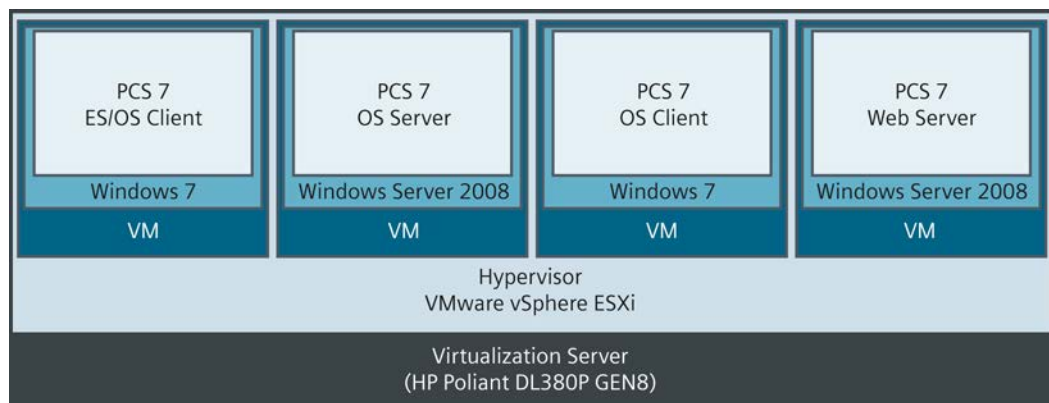 PCS 7
ES/OS Client
Windows 7
VM
PCS 7
OS Server
Windows Server 2008
VM
PCS 7
OS Client
Windows 7
VM
PCS 7
Web Server
Windows Server 2008
VM
Hypervisor
VMware vSphere ESXi
Virtualization Server
(HP Poliant DL380P GEN8)